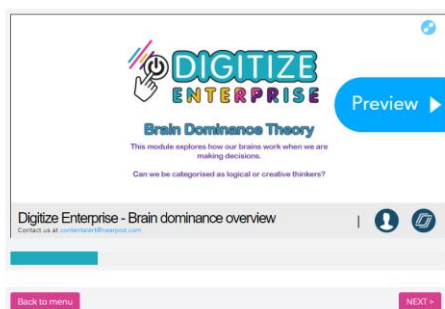 DIGITIZE
ENTERPRISE
Preview
Brain Dominance Theory
This module explores how our brains work when we are
making decisions.
Can we be categorised as logical or creative thinkers?
Digitize Enterprise - Brain dominance overview
Contact us at contentalert@nearpod.com
Back to menu
NEXT >